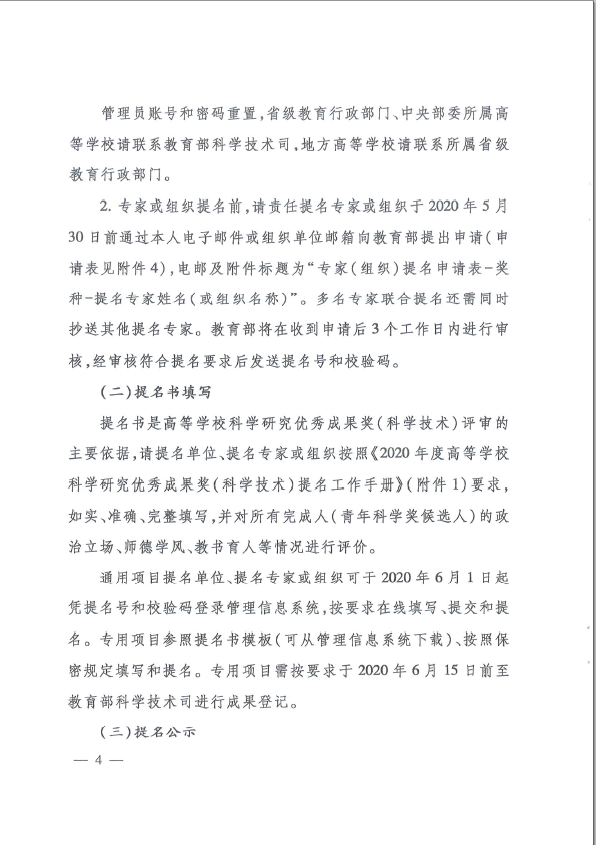 管理员账号和密码重置,省级教育行政部门、中央部委所属高
等学校请联系教育部科学技术司,地方高等学校请联系所属省级
教育行政部门。
2. 专家或组织提名前,请责任提名专家或组织于 2020 年 5 月
30 日前通过本人电子邮件或组织单位邮箱向教育部提出申请(申
请表见附件 4),电邮及附件标题为“专家(组织)提名申请表-奖
种-提名专家姓名(或组织名称)”。多名专家联合提名还需同时
抄送其他提名专家。教育部将在收到申请后 3 个工作日内进行审
核,经审核符合提名要求后发送提名号和校验码。
(二)提名书填写
提名书是高等学校科学研究优秀成果奖(科学技术)评审的
主要依据,请提名单位、提名专家或组织按照《2020 年度高等学校
科学研究优秀成果奖(科学技术)提名工作手册》(附件 1)要求,
如实、准确、完整填写,并对所有完成人(青年科学奖候选人)的政
治立场、师德学风、教书育人等情况进行评价。
通用项目提名单位、提名专家或组织可于 2020 年 6 月 1 日起
凭提名号和校验码登录管理信息系统,按要求在线填写、提交和提
名。专用项目参照提名书模板(可从管理信息系统下载)、按照保
密规定填写和提名。专用项目需按要求于 2020 年 6 月 15 日前至
教育部科学技术司进行成果登记。
(三)提名公示
— 4 —